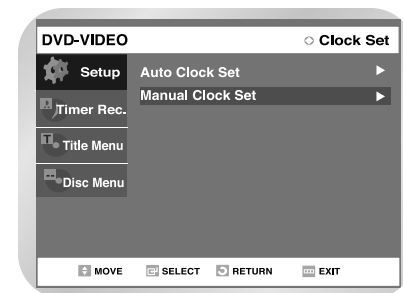 DVD-VIDEO Clock Set
Setup Auto Clock Set
Manual Clock Set
Timer Rec.
Title Menu
Disc Menu
MOVE SELECT RETURN EXIT